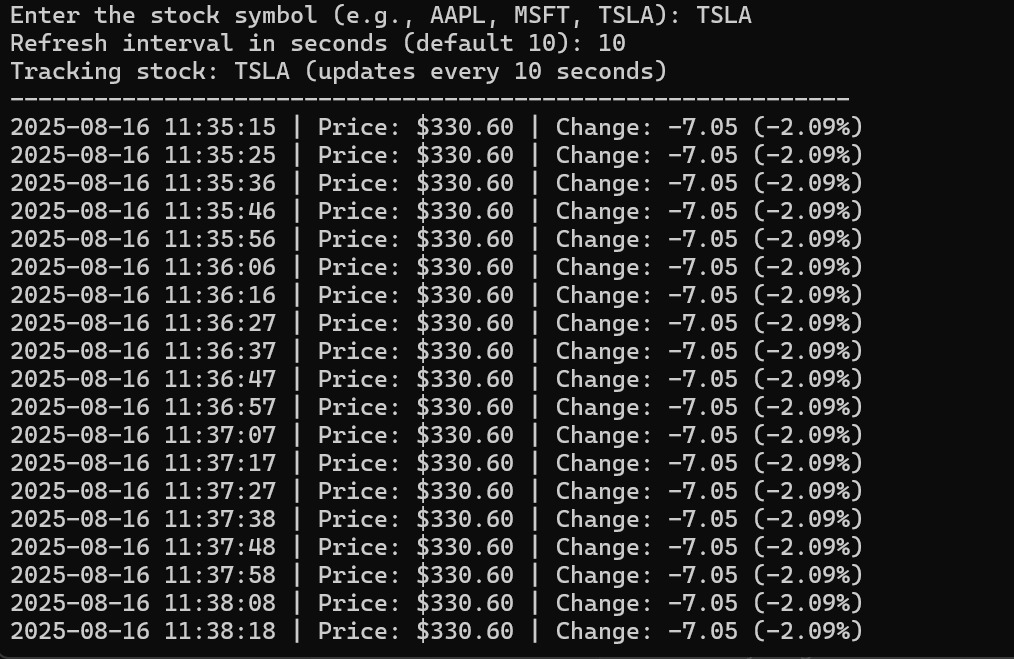 Enter the stock symbol (e.g., AAPL, MSFT, TSLA): TSLA
Refresh interval in seconds (default 10): 10
Tracking stock: TSLA (updates every 10 seconds)
------------------------------------------------------------
2025-08-16 11:35:15 | Price: $330.60 | Change: -7.05 (-2.09%)
2025-08-16 11:35:25 | Price: $330.60 | Change: -7.05 (-2.09%)
2025-08-16 11:35:36 | Price: $330.60 | Change: -7.05 (-2.09%)
2025-08-16 11:35:46 | Price: $330.60 | Change: -7.05 (-2.09%)
2025-08-16 11:35:56 | Price: $330.60 | Change: -7.05 (-2.09%)
2025-08-16 11:36:06 | Price: $330.60 | Change: -7.05 (-2.09%)
2025-08-16 11:36:16 | Price: $330.60 | Change: -7.05 (-2.09%)
2025-08-16 11:36:27 | Price: $330.60 | Change: -7.05 (-2.09%)
2025-08-16 11:36:37 | Price: $330.60 | Change: -7.05 (-2.09%)
2025-08-16 11:36:47 | Price: $330.60 | Change: -7.05 (-2.09%)
2025-08-16 11:36:57 | Price: $330.60 | Change: -7.05 (-2.09%)
2025-08-16 11:37:07 | Price: $330.60 | Change: -7.05 (-2.09%)
2025-08-16 11:37:17 | Price: $330.60 | Change: -7.05 (-2.09%)
2025-08-16 11:37:27 | Price: $330.60 | Change: -7.05 (-2.09%)
2025-08-16 11:37:38 | Price: $330.60 | Change: -7.05 (-2.09%)
2025-08-16 11:37:48 | Price: $330.60 | Change: -7.05 (-2.09%)
2025-08-16 11:37:58 | Price: $330.60 | Change: -7.05 (-2.09%)
2025-08-16 11:38:08 | Price: $330.60 | Change: -7.05 (-2.09%)
2025-08-16 11:38:18 | Price: $330.60 | Change: -7.05 (-2.09%)